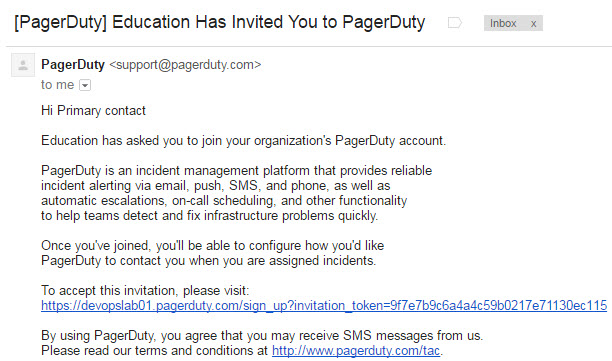 [PagerDuty] Education Has Invited You to PagerDuty
Inbox x
PagerDuty <support@pagerduty.com>
to me
Hi Primary contact
Education has asked you to join your organization's PagerDuty account.
PagerDuty is an incident management platform that provides reliable
incident alerting via email, push, SMS, and phone, as well as
automatic escalations, on-call scheduling, and other functionality
to help teams detect and fix infrastructure problems quickly.
Once you've joined, you'll be able to configure how you'd like
PagerDuty to contact you when you are assigned incidents.
To accept this invitation, please visit:
https://devopslab01.pagerduty.com/sign_up?invitation_token=9f7e7b9c6a4a4c59b0217e71130ec115
By using PagerDuty, you agree that you may receive SMS messages from us.
Please read our terms and conditions at http://www.pagerduty.com/tac.